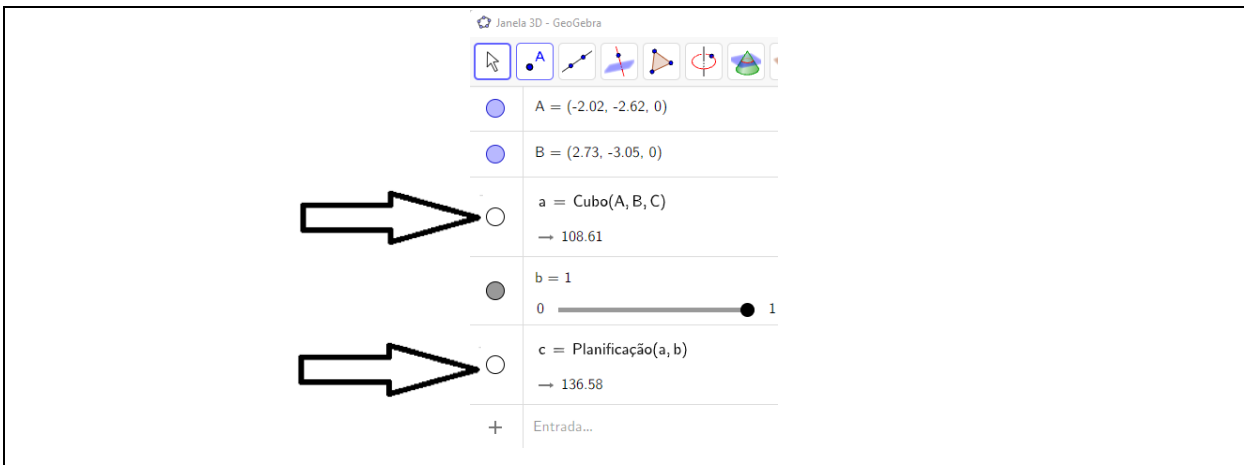 Janela 3D - GeoGebra
A
A = (-2.02, -2.62, 0)
B = (2.73, -3.05, 0)
a = Cubo(A, B, C)
→ 108.61
b = 1
0 1
c = Planificação(a, b)
→ 136.58
+ Entrada...